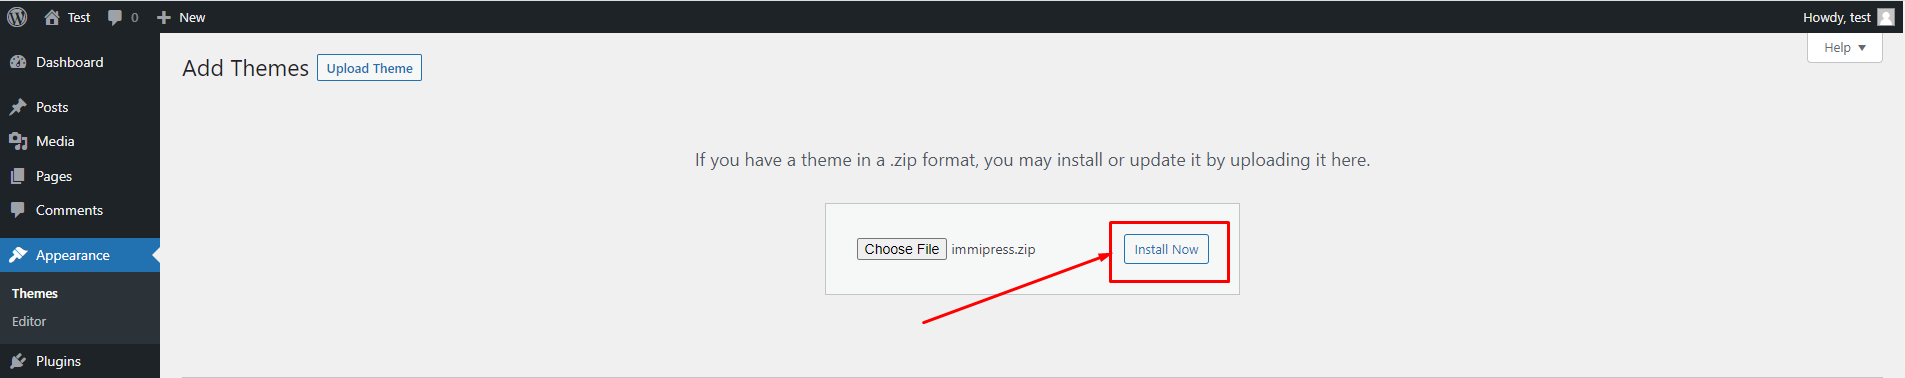 Test 0 New Howdy, test
Help
Dashboard
Posts
Media
Pages
Comments
Appearance
Themes
Editor
Plugins
Add Themes Upload Theme
If you have a theme in a .zip format, you may install or update it by uploading it here.
Choose File immipress.zip Install Now